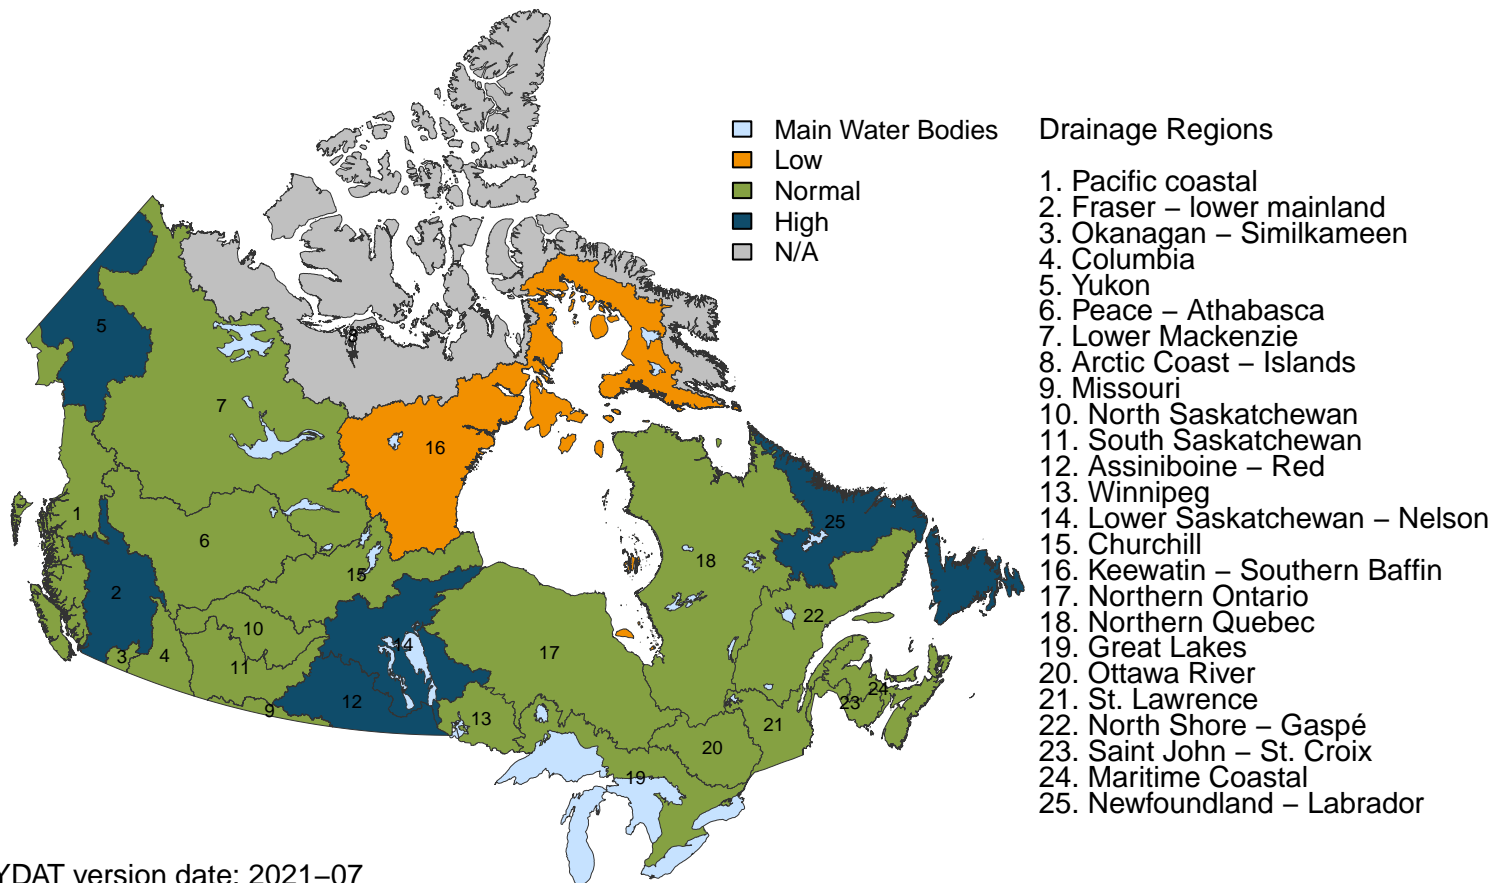 Main Water Bodies
Low
Normal
High
N/A
Drainage Regions
1. Pacific coastal
2. Fraser – lower mainland
3. Okanagan – Similkameen
4. Columbia
5. Yukon
6. Peace – Athabasca
7. Lower Mackenzie
8. Arctic Coast – Islands
9. Missouri
10. North Saskatchewan
11. South Saskatchewan
12. Assiniboine – Red
13. Winnipeg
14. Lower Saskatchewan – Nelson
15. Churchill
16. Keewatin – Southern Baffin
17. Northern Ontario
18. Northern Quebec
19. Great Lakes
20. Ottawa River
21. St. Lawrence
22. North Shore – Gaspé
23. Saint John – St. Croix
24. Maritime Coastal
25. Newfoundland – Labrador
5
8
7
16
1
6
25
18
15
2
22
10
14
3
4
11
17
24
9
12
13
23
21
20
19
YDAT version date: 2021–07